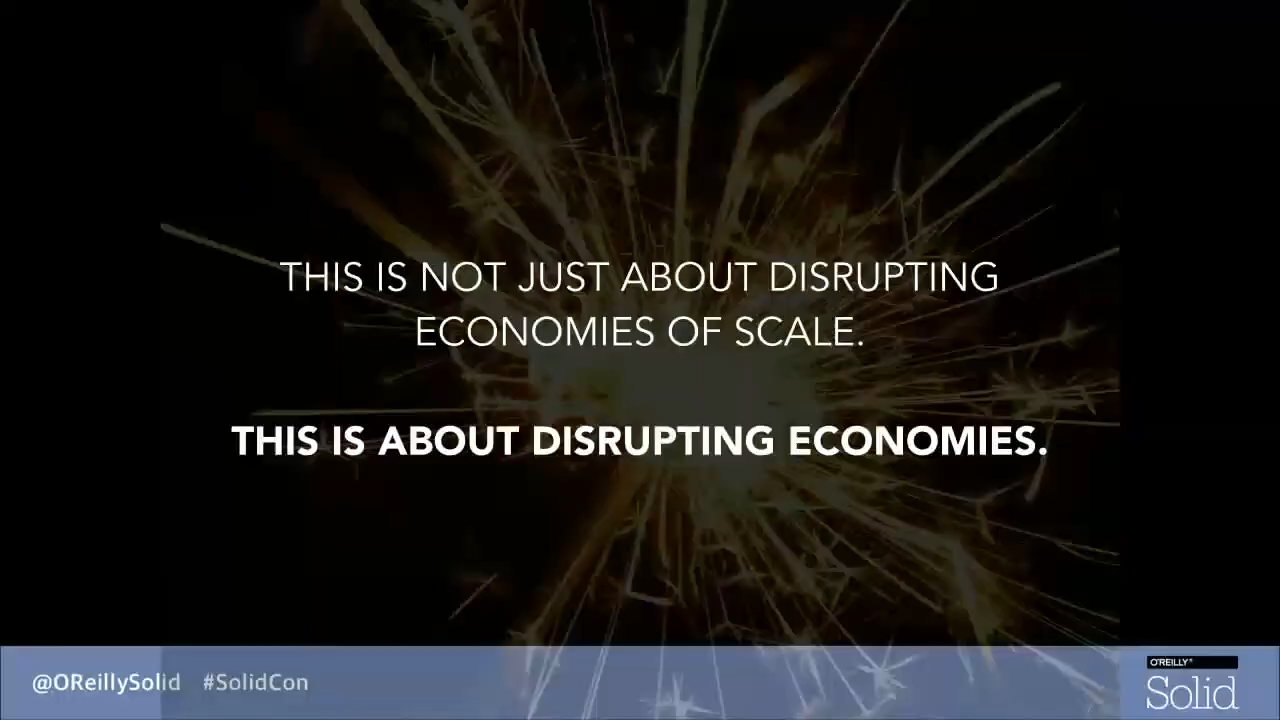 THIS IS NOT JUST ABOUT DISRUPTING
ECONOMIES OF SCALE.
THIS IS ABOUT DISRUPTING ECONOMIES.
@OReillySolid #SolidCon
O'REILLY®
Solid